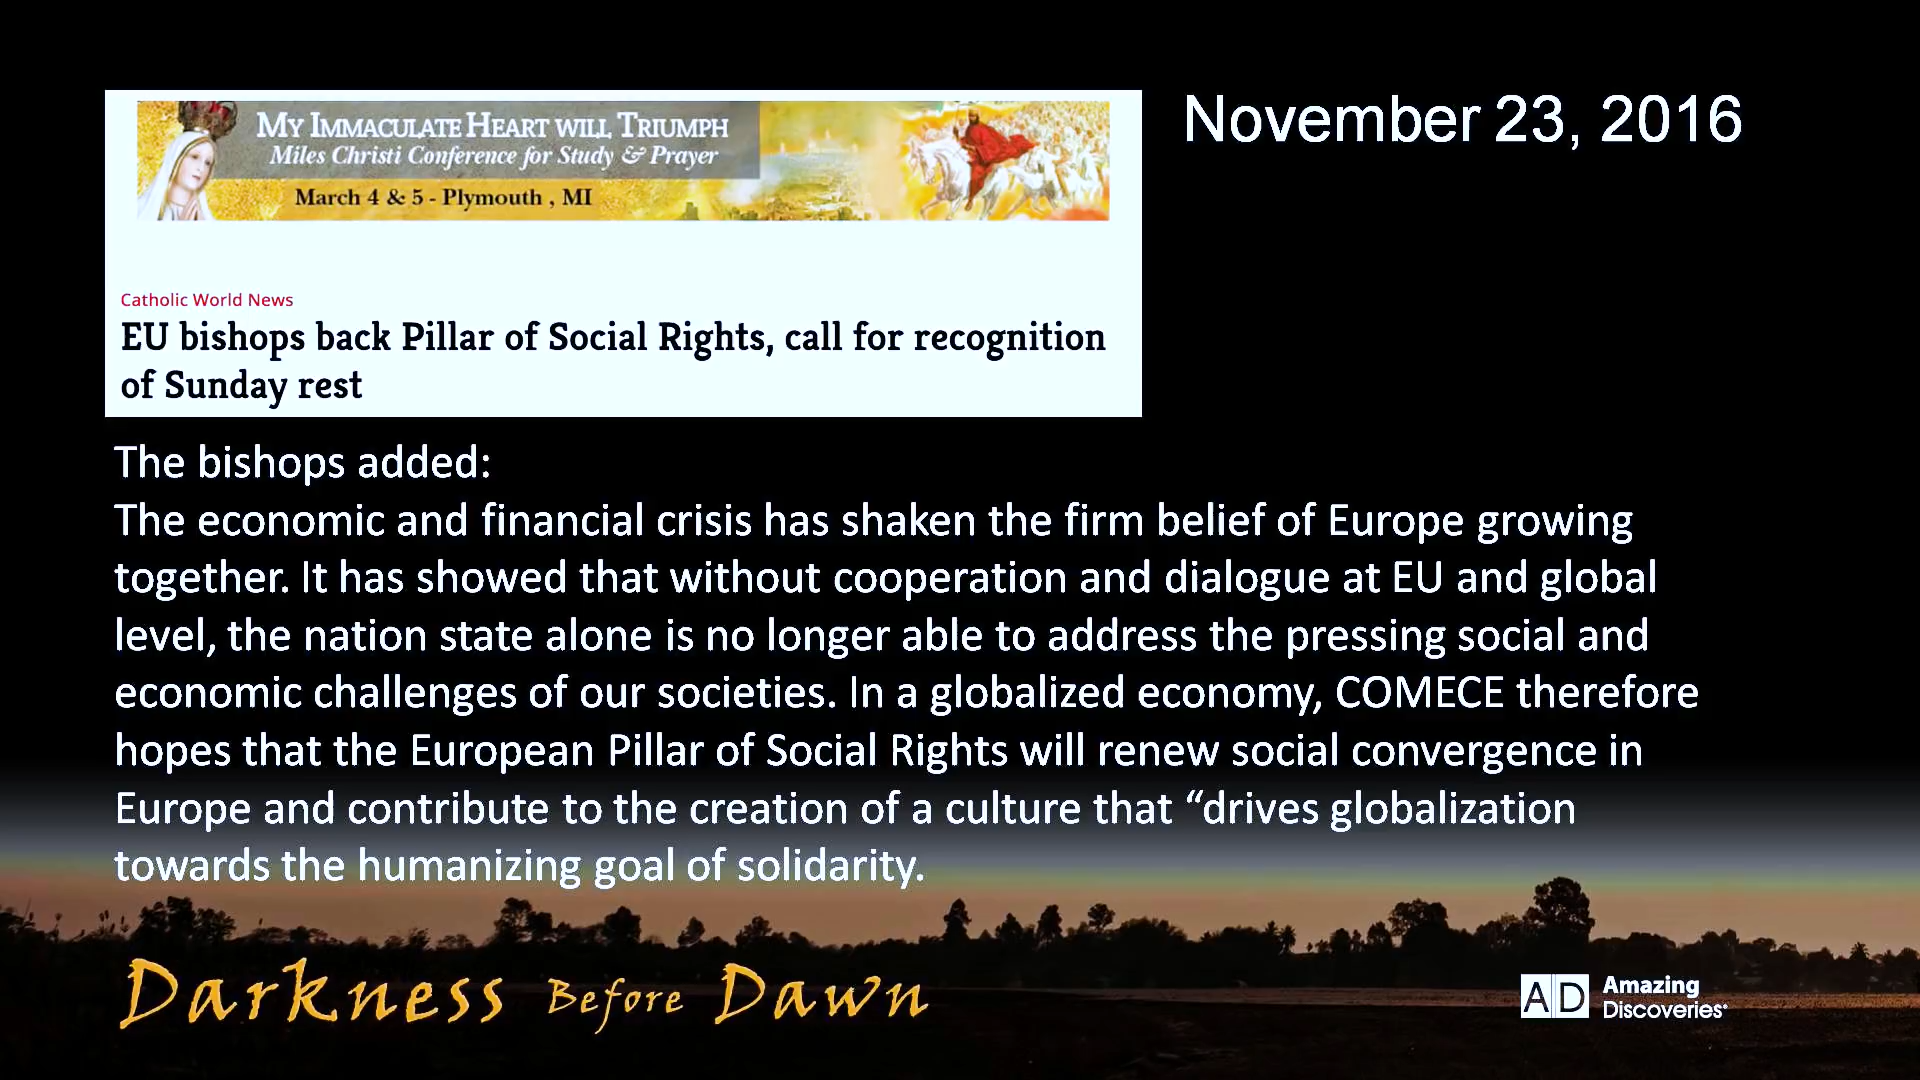 MY IMMACULATE HEART WILL TRIUMPH
Miles Christi Conference for Study & Prayer
March 4 & 5 - Plymouth , MI
November 23, 2016
Catholic World News
EU bishops back Pillar of Social Rights, call for recognition
of Sunday rest
The bishops added:
The economic and financial crisis has shaken the firm belief of Europe growing
together. It has showed that without cooperation and dialogue at EU and global
level, the nation state alone is no longer able to address the pressing social and
economic challenges of our societies. In a globalized economy, COMECE therefore
hopes that the European Pillar of Social Rights will renew social convergence in
Europe and contribute to the creation of a culture that “drives globalization
towards the humanizing goal of solidarity.
Darkness Before Dawn
AD Amazing
Discoveries